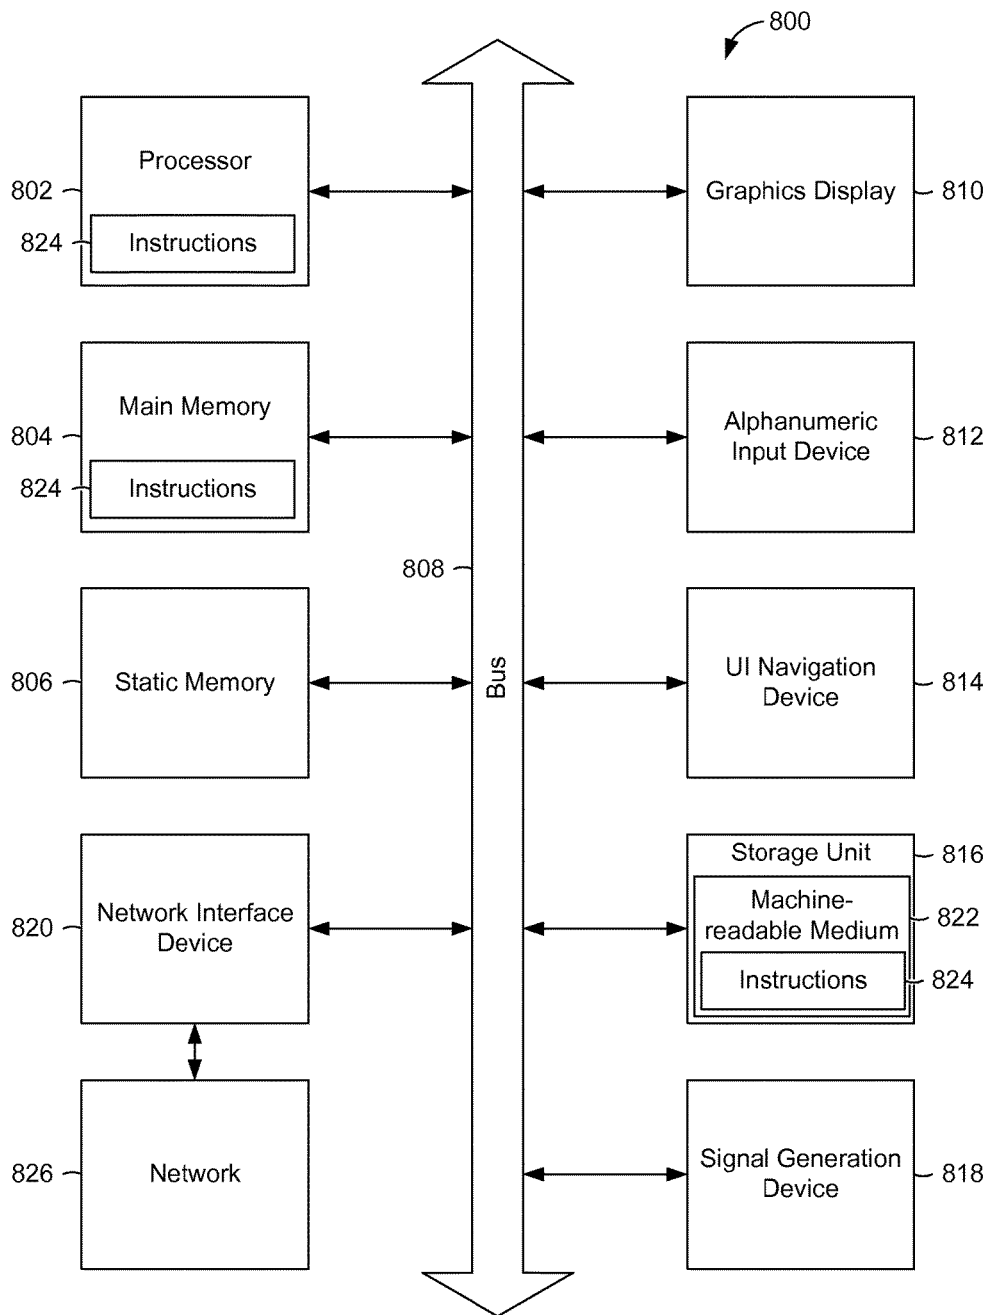 800
Processor
802
824
Instructions
Graphics Display
810
Main Memory
804
824
Instructions
Alphanumeric
Input Device
812
808
Bus
Static Memory
806
UI Navigation
Device
814
Network Interface
Device
820
Storage Unit
816
Machine-
readable Medium
822
Instructions
824
Network
826
Signal Generation
Device
818